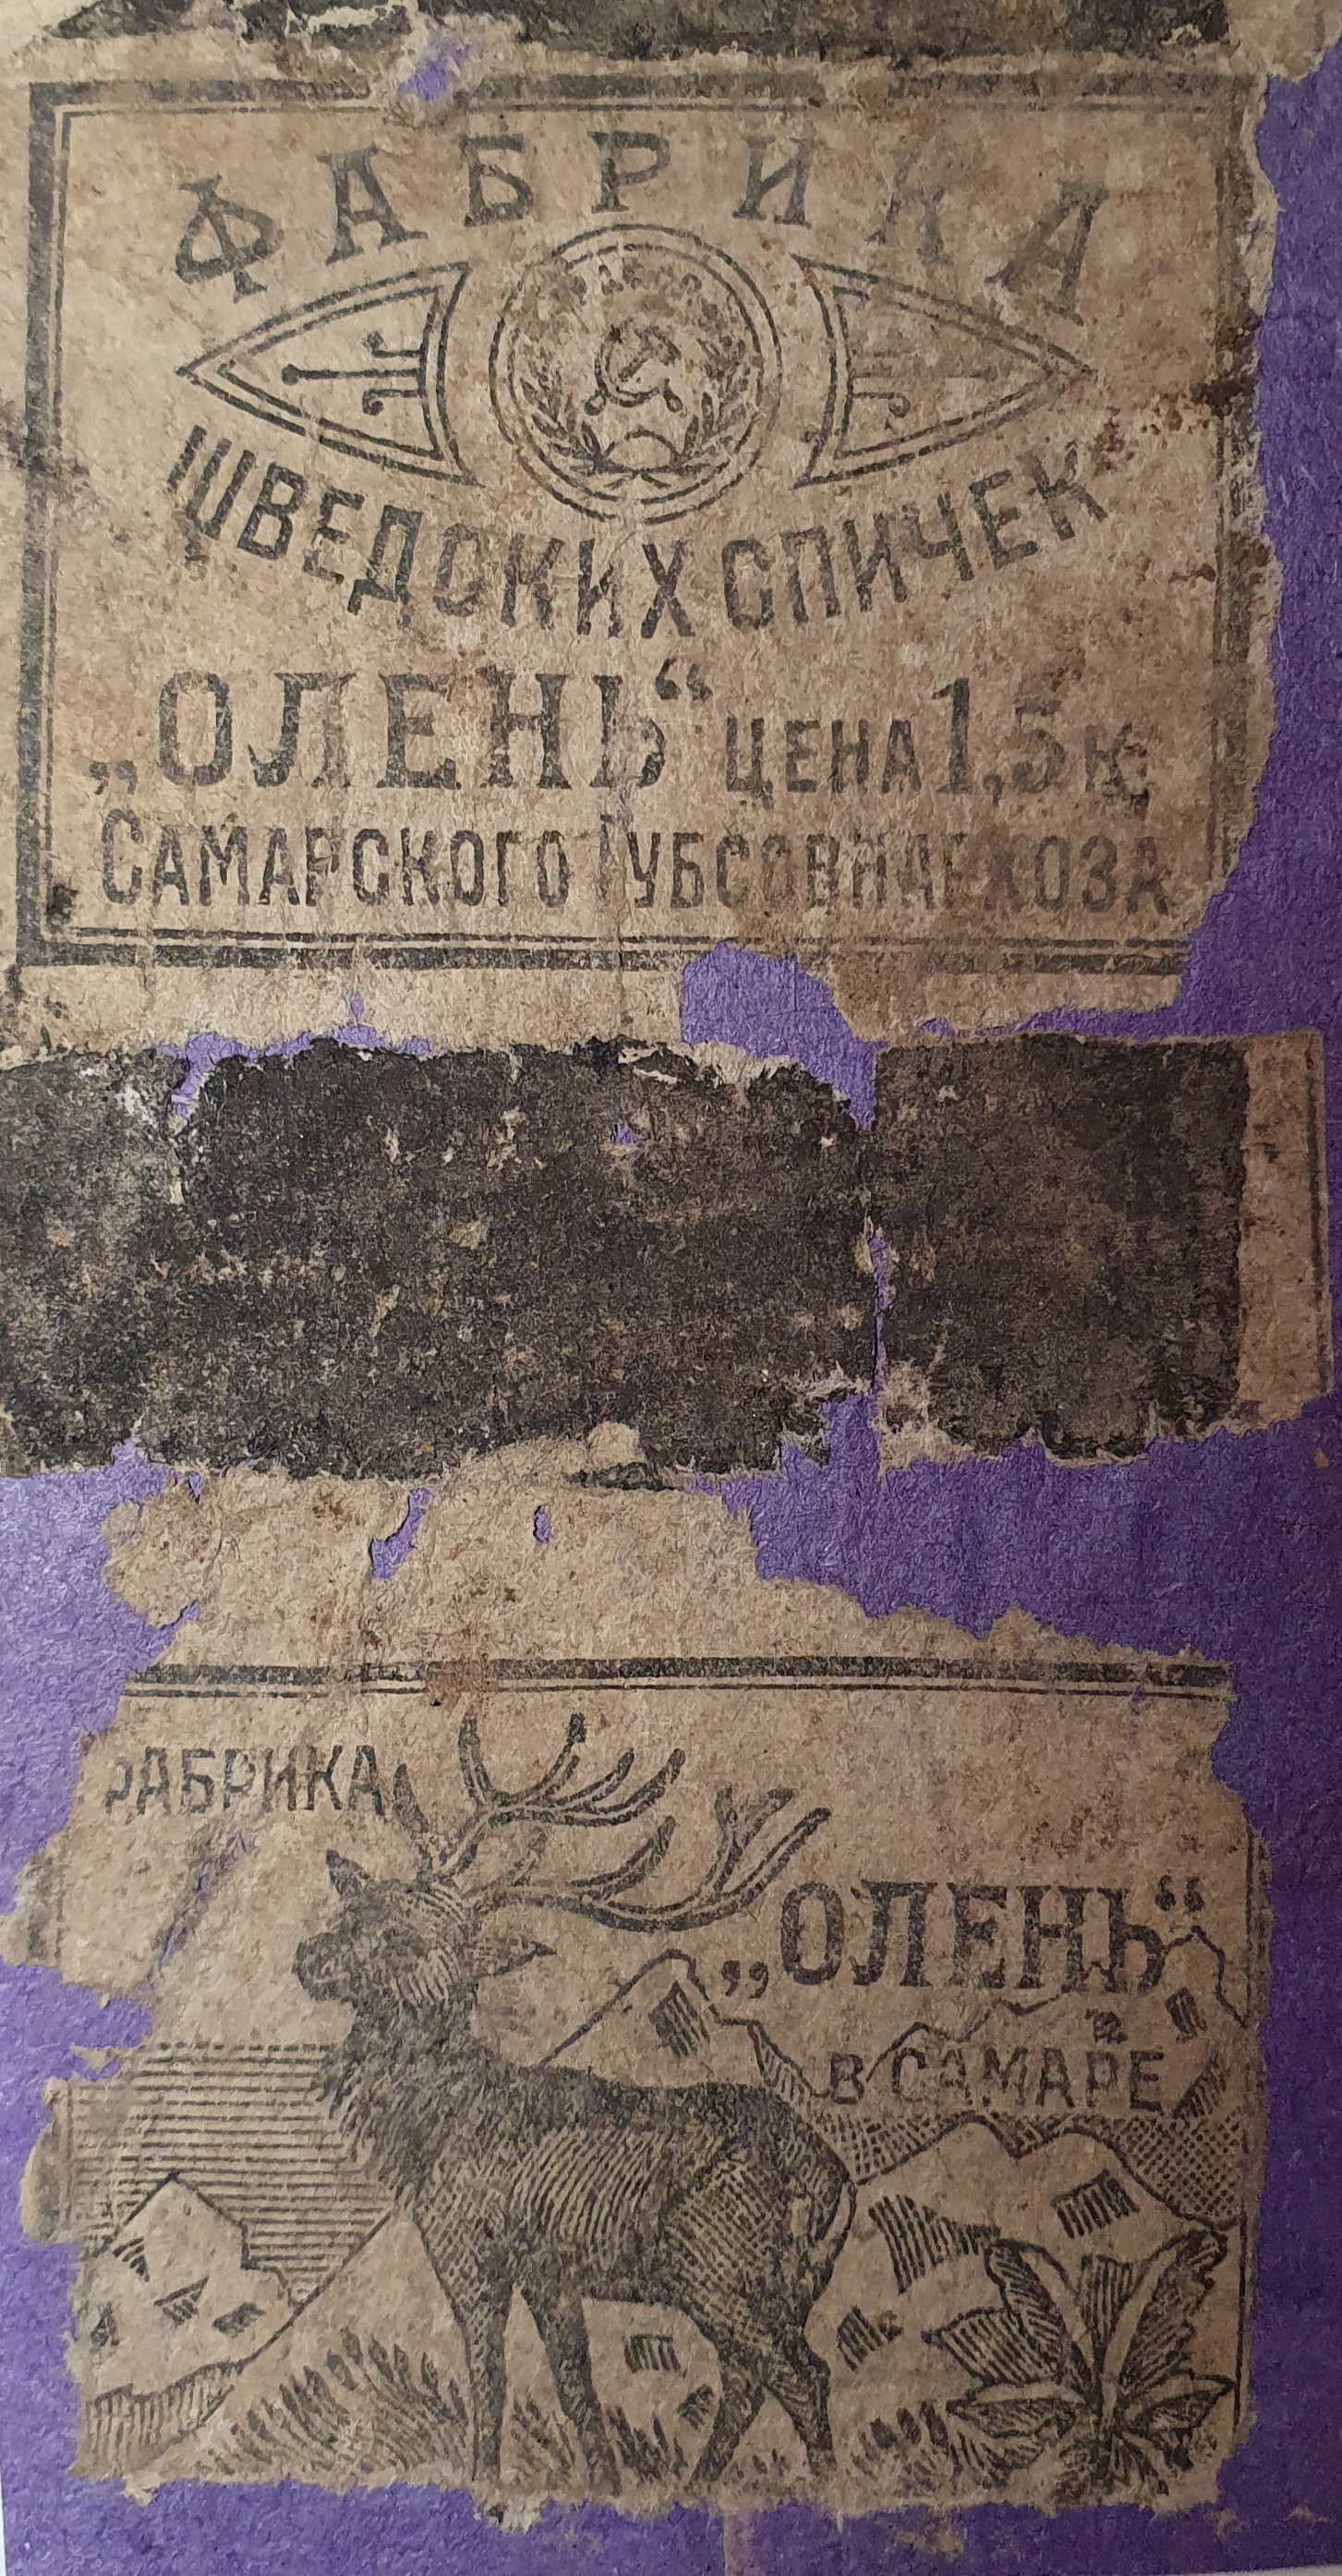 ФАБРИКА
ШВЕДСКИХ СПИЧЕК
„ОЛЕНЬ“ ЦЕНА 1,5 К.
САМАРСКОГО ГУБСОВНАРХОЗА
ФАБРИКА
„ОЛЕНЬ“
В САМАРЕ